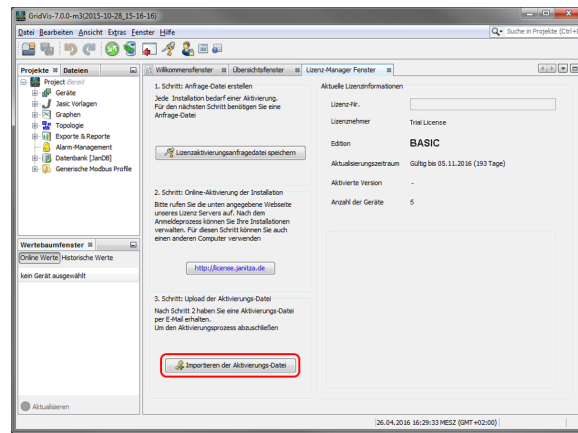 GridVis-7.0.0-m3(2015-10-28_15-16-16)
Datei Bearbeiten Ansicht Extras Fenster Hilfe
Suche in Projekte (Ctrl+I
Projekte Dateien
Project Bereit
Geräte
Jasic Vorlagen
Graphen
Topologie
Exporte & Reporte
Alarm-Management
Datenbank [JanDB]
Generische Modbus Profile
Wertebaumfenster
Online Werte Historische Werte
kein Gerät ausgewählt
Aktualisieren
Willkommensfenster Übersichtsfenster Lizenz-Manager Fenster
1. Schritt: Anfrage-Datei erstellen
Jede Installation bedarf einer Aktivierung.
Für den nächsten Schritt benötigen Sie eine
Anfrage-Datei
Lizenzaktivierungsanfragedatei speichern
2. Schritt: Online-Aktivierung der Installation
Bitte rufen Sie die unten angegebene Webseite
unseres Lizenz Servers auf. Nach dem
Anmeldeprozess können Sie Ihre Installationen
verwalten. Für diesen Schritt können Sie auch
einen anderen Computer verwenden
http://license.janitza.de
3. Schritt: Upload der Aktivierungs-Datei
Nach Schritt 2 haben Sie eine Aktivierungs-Datei
per E-Mail erhalten.
Um den Aktivierungsprozess abzuschließen
Importieren der Aktivierungs-Datei
Aktuelle Lizenzinformationen
Lizenz-Nr.
Lizenznehmer Trial License
Edition BASIC
Aktualisierungszeitraum Gültig bis 05.11.2016 (193 Tage)
Aktivierte Version -
Anzahl der Geräte 5
26.04.2016 16:29:33 MESZ (GMT+02:00)